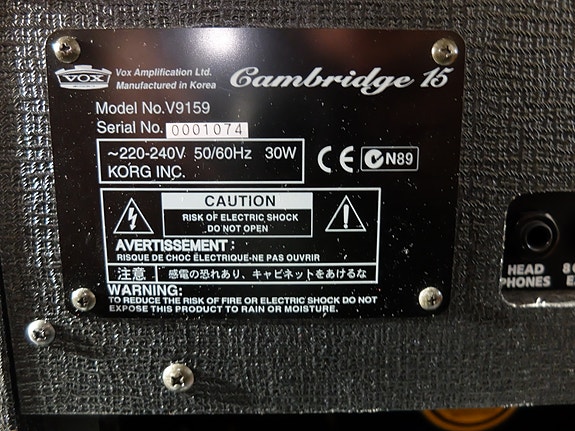 VOX
Vox Amplification Ltd.
Manufactured in Korea
Cambridge 15
Model No.V9159
Serial No. 0001074
~220-240V 50/60Hz 30W
KORG INC.
CE N89
CAUTION
RISK OF ELECTRIC SHOCK
DO NOT OPEN
AVERTISSEMENT :
RISQUE DE CHOC ÉLECTRIQUE-NE PAS OUVRIR
注意 感電の恐れあり、キャビネットをあけるな
WARNING:
TO REDUCE THE RISK OF FIRE OR ELECTRIC SHOCK DO NOT
EXPOSE THIS PRODUCT TO RAIN OR MOISTURE.
HEAD
PHONES
8